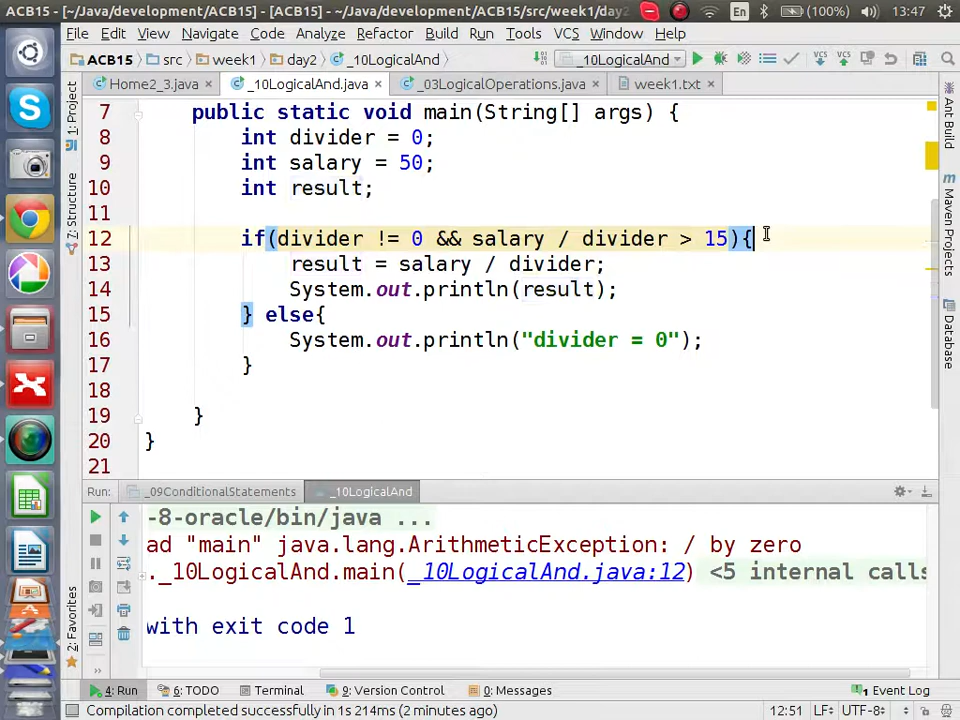 ACB15 - [~/Java/development/ACB15] - [ACB15] - ~/Java/development/ACB15/src/week1/day2 En (100%) 13:47
File Edit View Navigate Code Analyze Refactor Build Run Tools VCS Window Help
ACB15 src week1 day2 _10LogicalAnd _10LogicalAnd VCS VCS
Home2_3.java _10LogicalAnd.java _03LogicalOperations.java week1.txt
1: Project
7: Structure
2: Favorites
Ant Build
Maven Projects
Database
7 public static void main(String[] args) {
8 int divider = 0;
9 int salary = 50;
10 int result;
11
12 if(divider != 0 && salary / divider > 15){
13 result = salary / divider;
14 System.out.println(result);
15 } else{
16 System.out.println("divider = 0");
17 }
18
19 }
20 }
21
Run: _09ConditionalStatements _10LogicalAnd
-8-oracle/bin/java ...
ad "main" java.lang.ArithmeticException: / by zero
._10LogicalAnd.main(_10LogicalAnd.java:12) <5 internal calls
with exit code 1
4: Run 6: TODO Terminal 9: Version Control 0: Messages 1 Event Log
Compilation completed successfully in 1s 214ms (2 minutes ago) 12:51 LF UTF-8